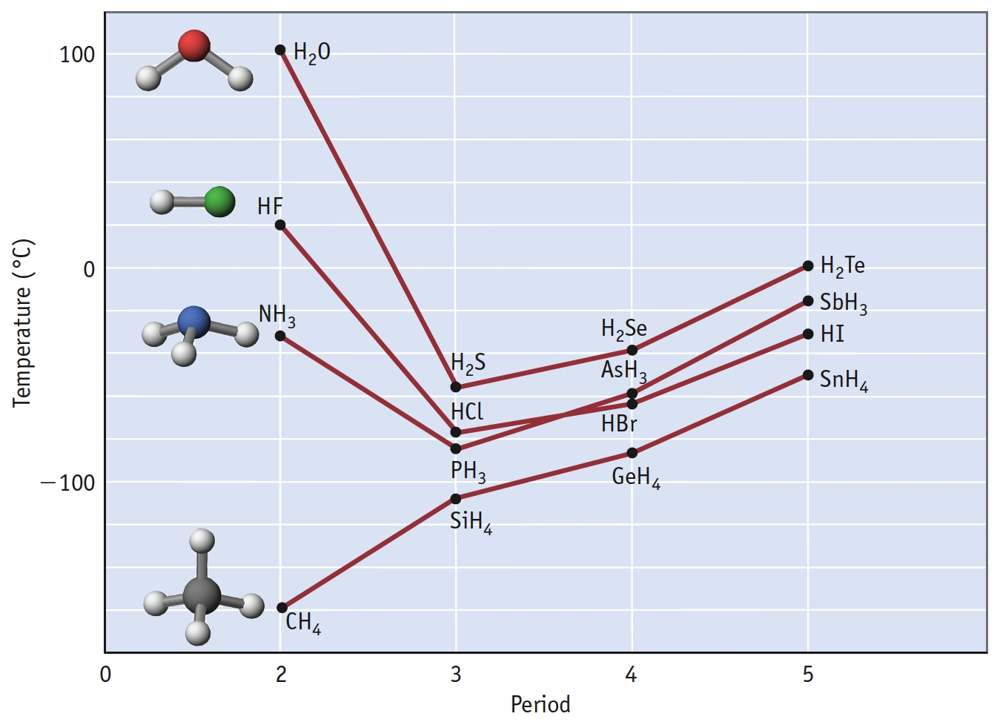 100
H₂O
HF
Temperature (°C)
0
H₂Te
SbH₃
NH₃
H₂Se
HI
H₂S
AsH₃
SnH₄
HCl
HBr
PH₃
GeH₄
−100
SiH₄
CH₄
0 2 3 4 5
Period